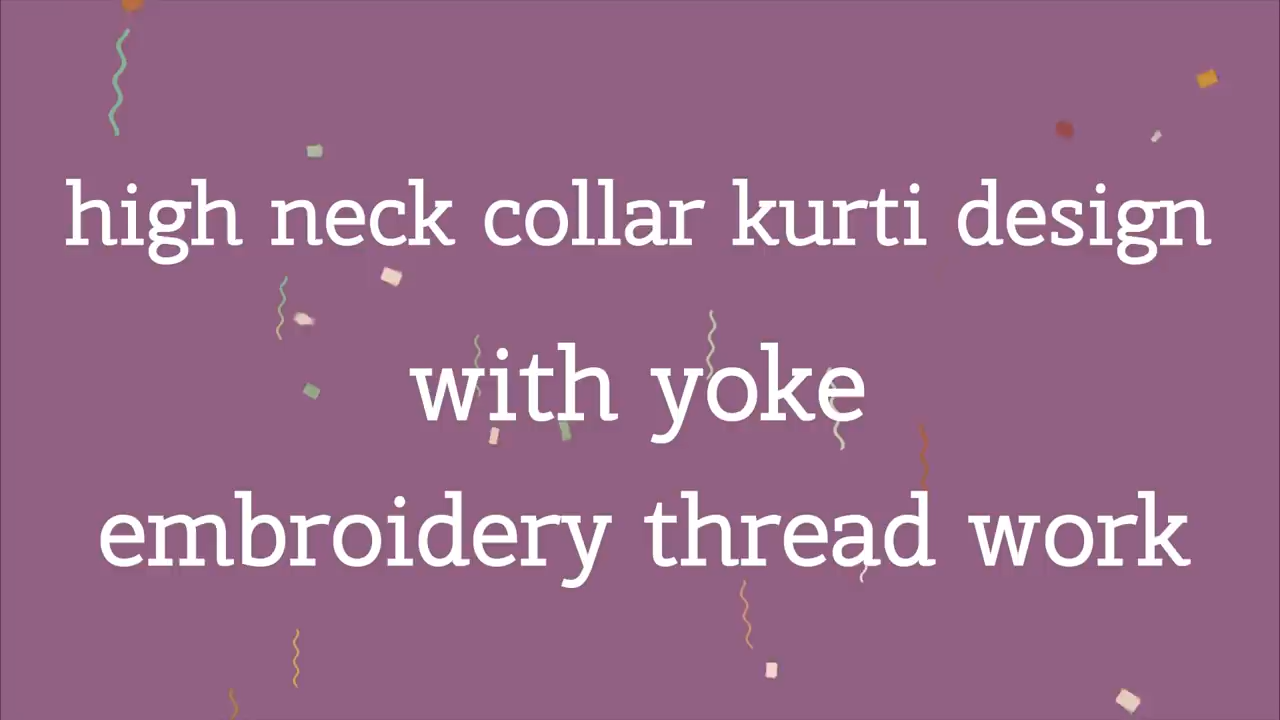 high neck collar kurti design
with yoke
embroidery thread work